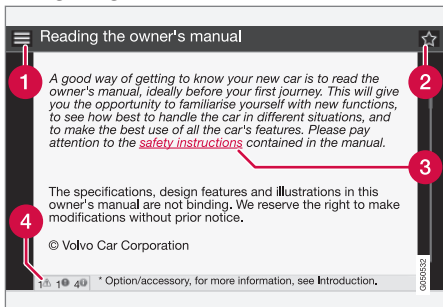 Reading the owner's manual
1
2
A good way of getting to know your new car is to read the
owner's manual, ideally before your first journey. This will give
you the opportunity to familiarise yourself with new functions,
to see how best to handle the car in different situations, and
to make the best use of all the car's features. Please pay
attention to the safety instructions contained in the manual.
3
The specifications, design features and illustrations in this
owner's manual are not binding. We reserve the right to make
modifications without prior notice.
4
© Volvo Car Corporation
1 1 4 * Option/accessory, for more information, see Introduction.
G050532